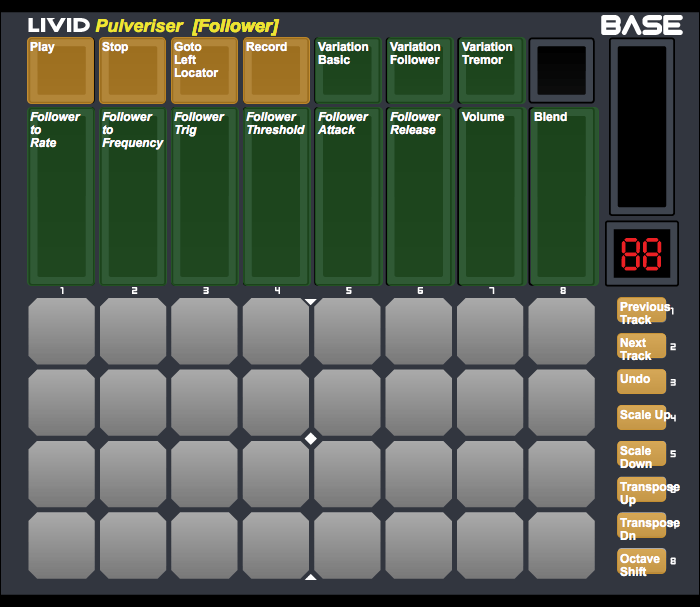 LIVID Pulveriser [Follower]
BASE
Play
Stop
Goto
Left
Locator
Record
Variation
Basic
Variation
Follower
Variation
Tremor
Follower
to
Rate
Follower
to
Frequency
Follower
Trig
Follower
Threshold
Follower
Attack
Follower
Release
Volume
Blend
88
1 2 3 4 5 6 7 8
Previous 1
Track
Next 2
Track
Undo 3
Scale Up 4
Scale 5
Down
Transpose
Up
Transpose
Dn
Octave 8
Shift